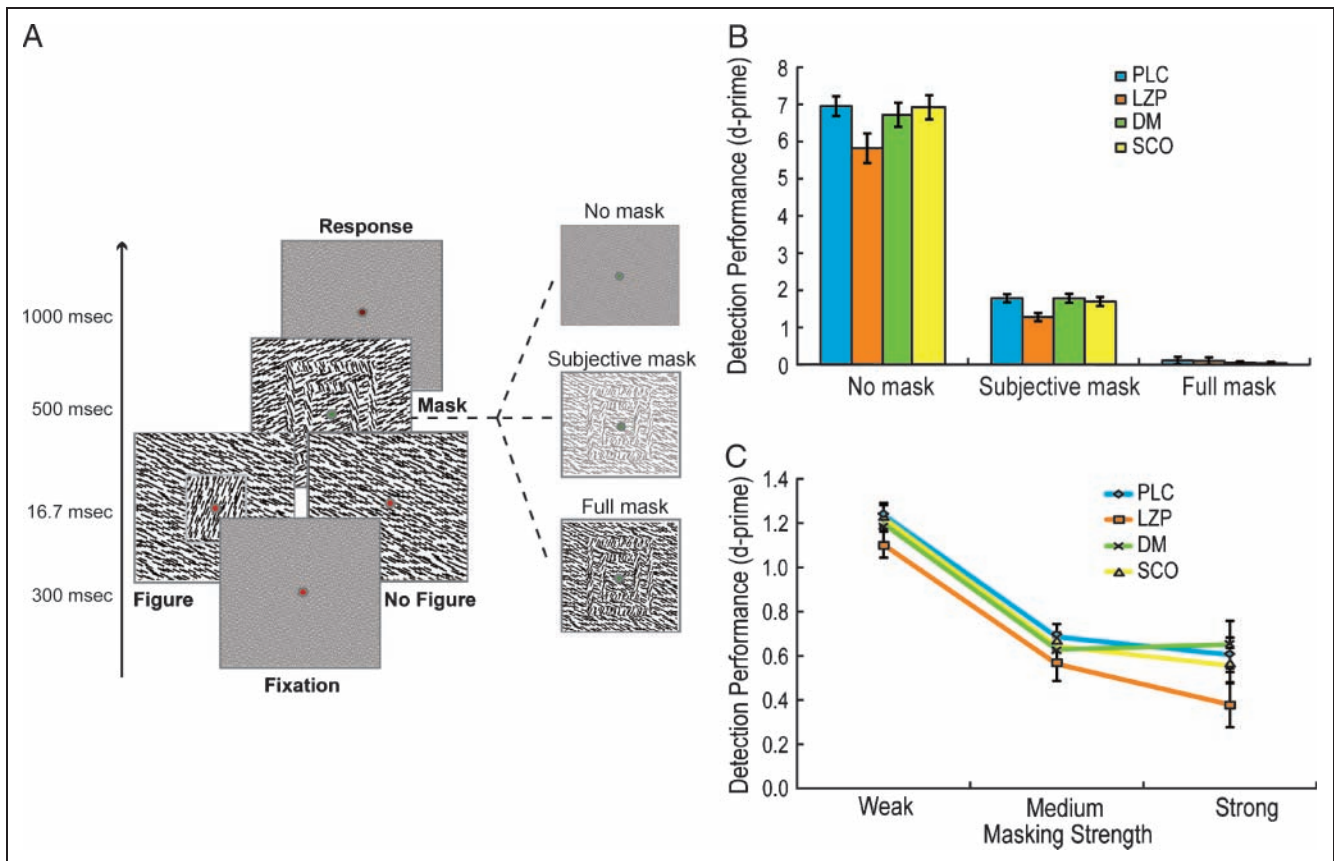 A
Response
1000 msec
500 msec
Mask
16.7 msec
300 msec
Figure
No Figure
Fixation
No mask
Subjective mask
Full mask
B
Detection Performance (d-prime)
8
7
6
5
4
3
2
1
0
PLC
LZP
DM
SCO
No mask
Subjective mask
Full mask
C
Detection Performance (d-prime)
1.4
1.2
1.0
0.8
0.6
0.4
0.2
0.0
PLC
LZP
DM
SCO
Weak
Medium
Strong
Masking Strength